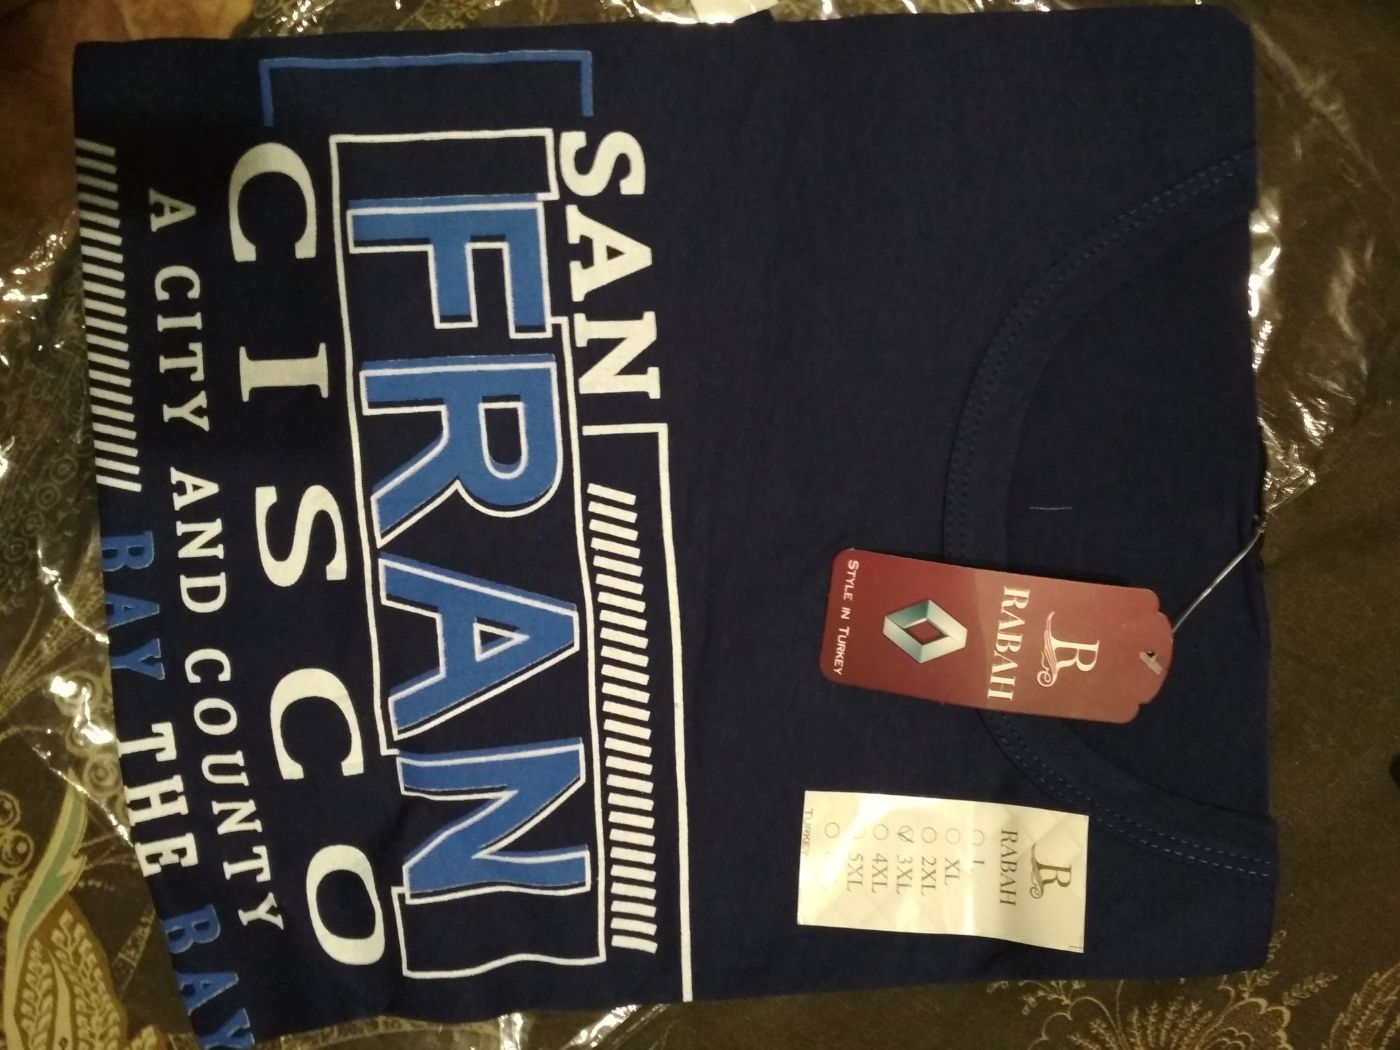 SAN
FRAN
CISCO
A CITY AND COUNTY
BAY THE BAY
R
RABAH
STYLE IN TURKEY
R
RABAH
L
XL
2XL
3XL
4XL
5XL
TURKEY